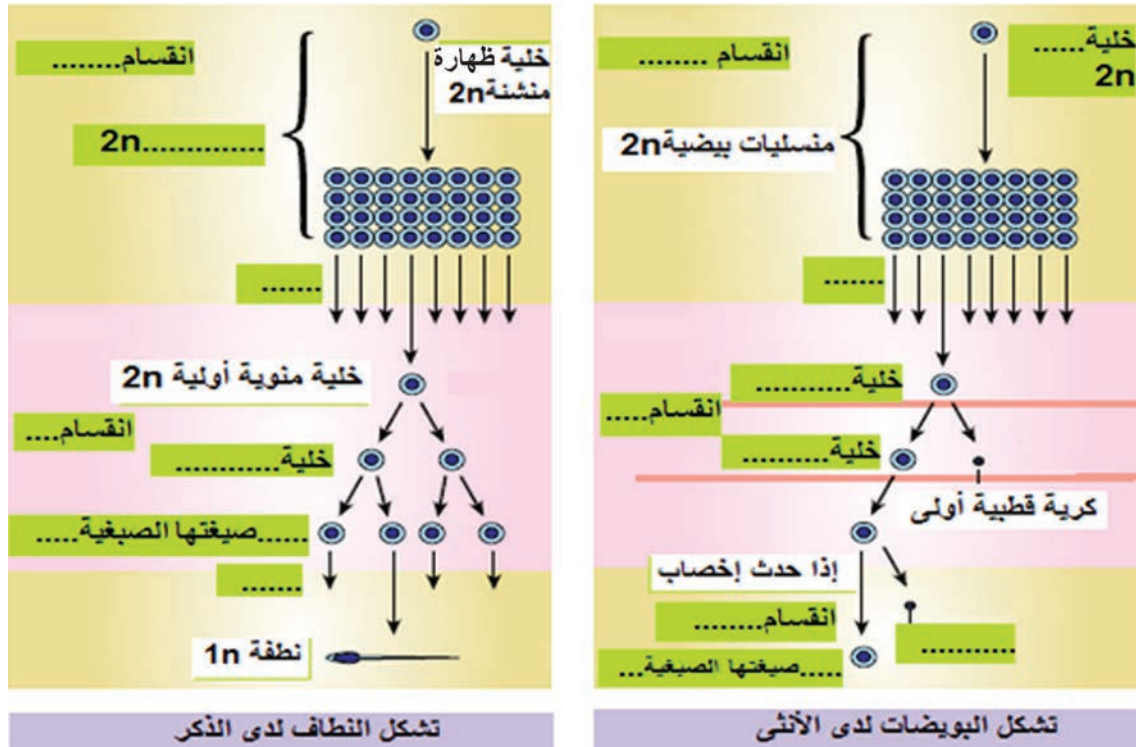 خلية......
2n
انقسام ........
منسليات بيضية2n
.......
خلية...........
انقسام.....
خلية..........
كرية قطبية أولى
إذا حدث إخصاب
انقسام........
...........
.....صيغتها الصبغية...
تشكل البويضات لدى الأنثى
انقسام........
خلية ظهارة
منشئة2n
2n..............
.......
خلية منوية أولية 2n
انقسام....
خلية............
......صيغتها الصبغية.....
.......
نطفة 1n
تشكل النطاف لدى الذكر